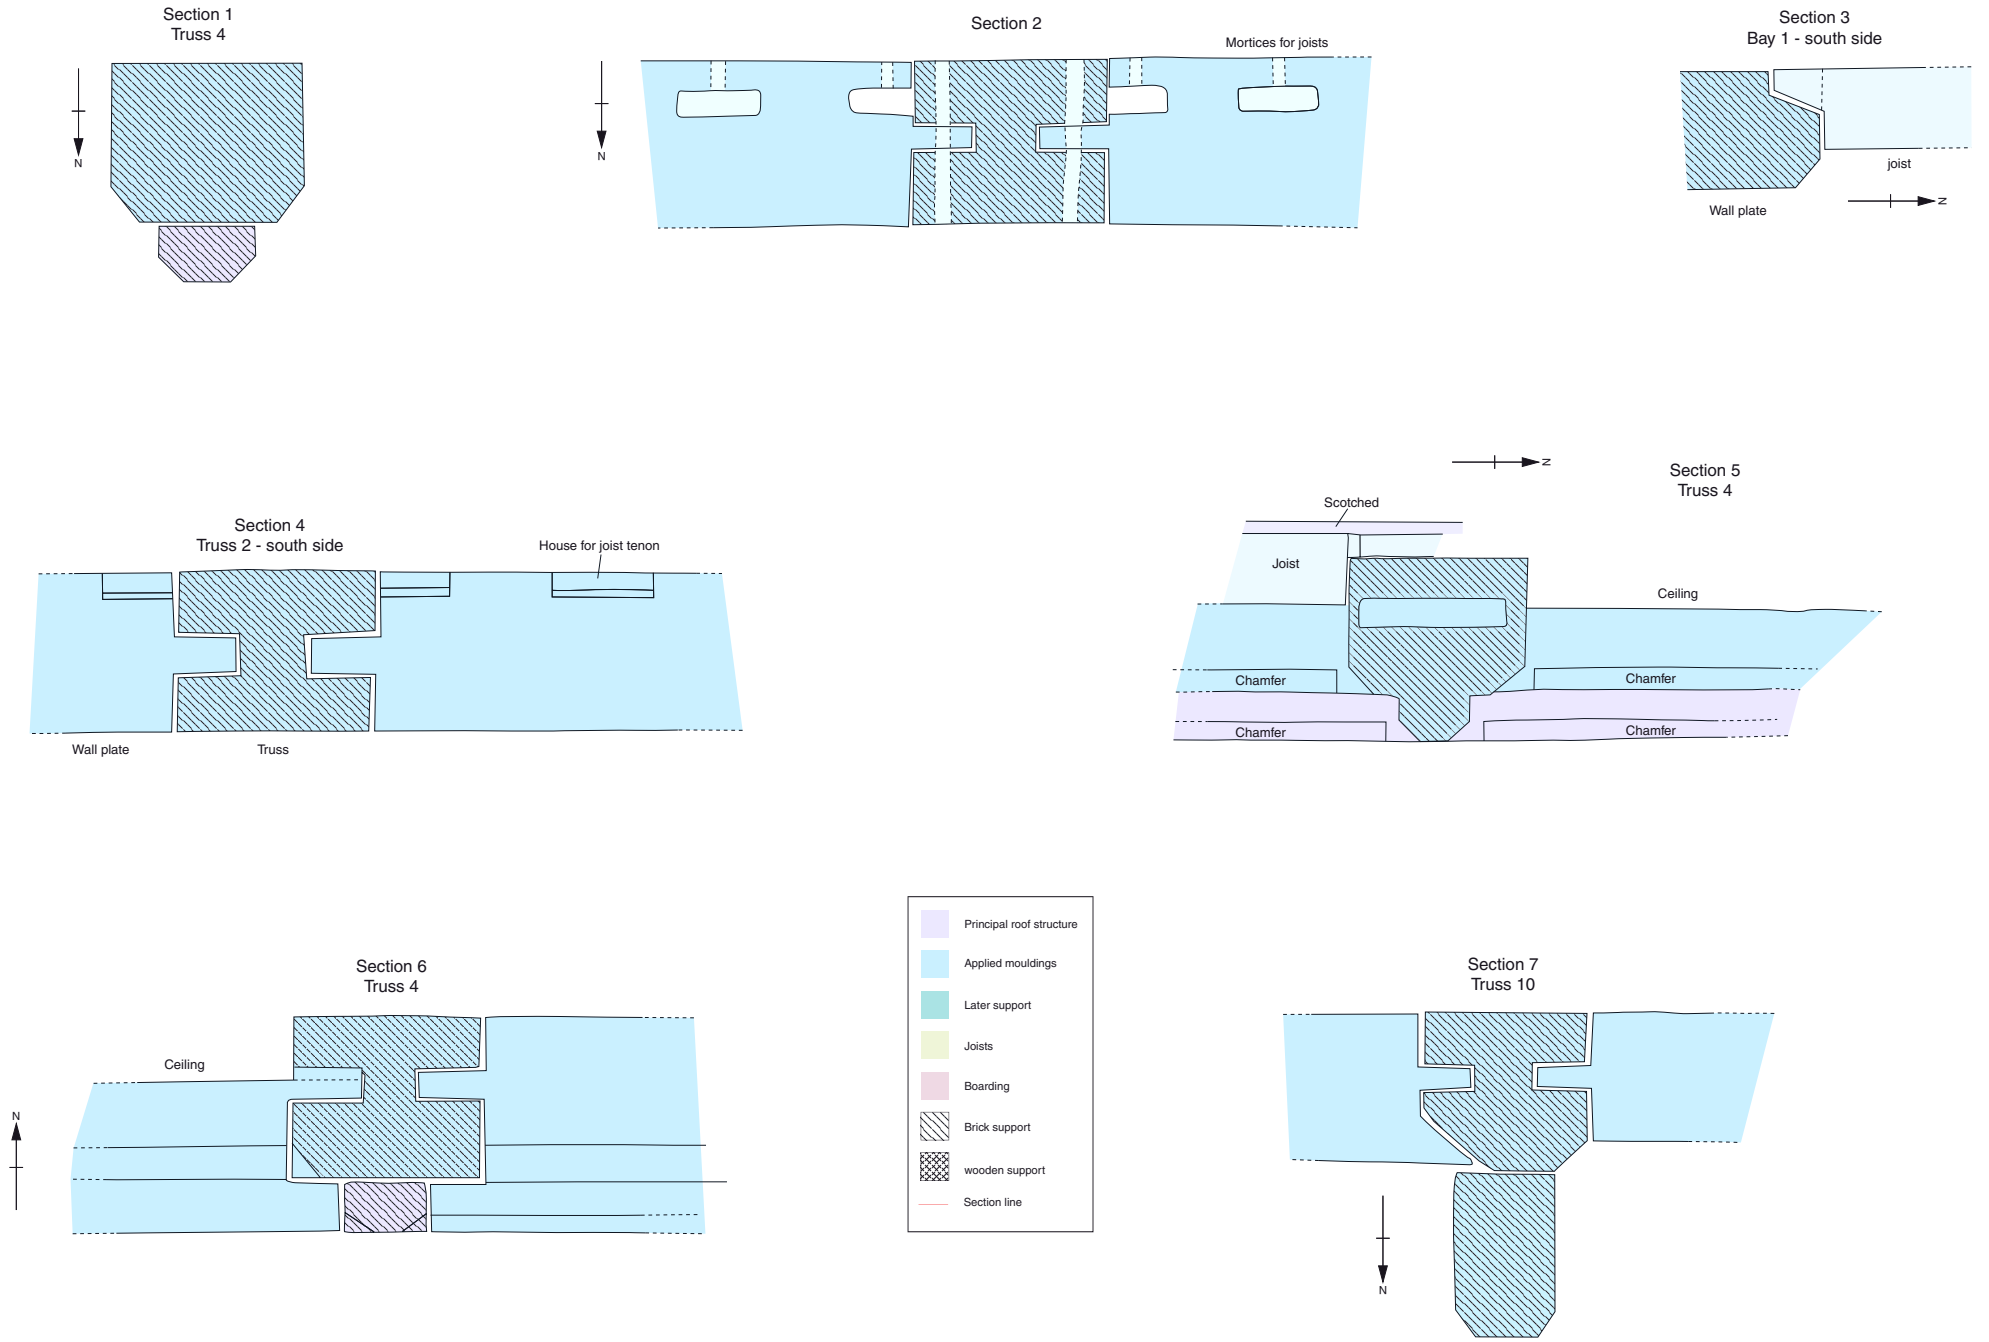 Section 1
Truss 4
N
Section 2
Mortices for joists
N
Section 3
Bay 1 - south side
joist
Wall plate
N
Section 4
Truss 2 - south side
House for joist tenon
Wall plate
Truss
N
Section 5
Truss 4
Scotched
Joist
Ceiling
Chamfer
Chamfer
Chamfer
Chamfer
Section 6
Truss 4
Ceiling
N
Principal roof structure
Applied mouldings
Later support
Joists
Boarding
Brick support
wooden support
Section line
Section 7
Truss 10
N